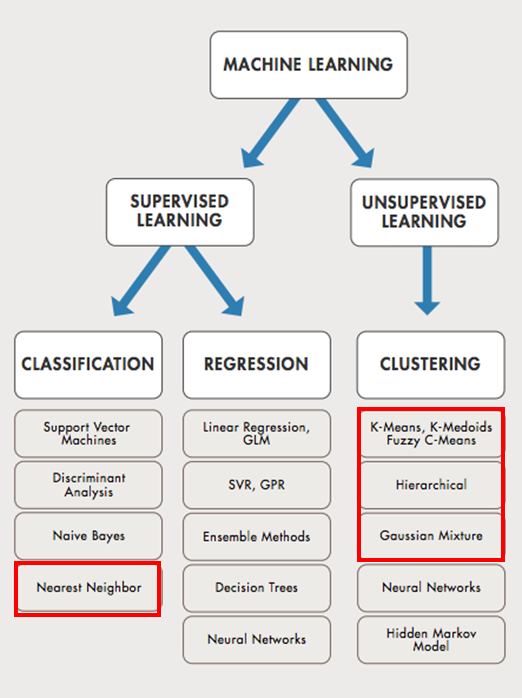 MACHINE LEARNING
SUPERVISED
LEARNING
UNSUPERVISED
LEARNING
CLASSIFICATION
REGRESSION
CLUSTERING
Support Vector
Machines
Discriminant
Analysis
Naive Bayes
Nearest Neighbor
Linear Regression,
GLM
SVR, GPR
Ensemble Methods
Decision Trees
Neural Networks
K-Means, K-Medoids
Fuzzy C-Means
Hierarchical
Gaussian Mixture
Neural Networks
Hidden Markov
Model